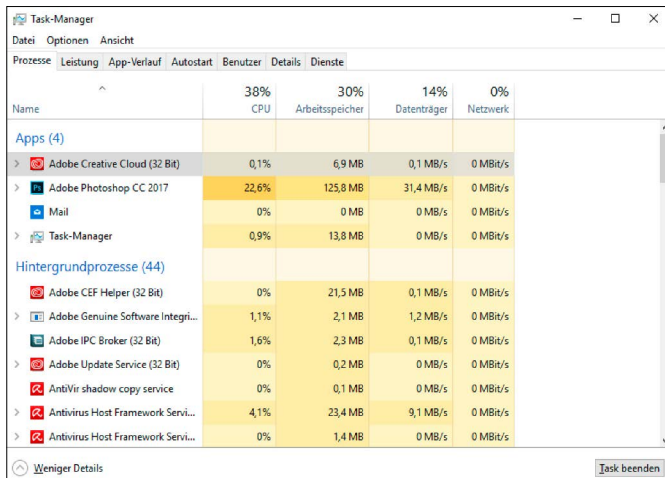 Task-Manager
Datei Optionen Ansicht
Prozesse Leistung App-Verlauf Autostart Benutzer Details Dienste
38% 30% 14% 0%
Name CPU Arbeitsspeicher Datenträger Netzwerk
Apps (4)
Adobe Creative Cloud (32 Bit) 0,1% 6,9 MB 0,1 MB/s 0 MBit/s
Ps Adobe Photoshop CC 2017 22,6% 125,8 MB 31,4 MB/s 0 MBit/s
Mail 0% 0 MB 0 MB/s 0 MBit/s
Task-Manager 0,9% 13,8 MB 0 MB/s 0 MBit/s
Hintergrundprozesse (44)
Adobe CEF Helper (32 Bit) 0% 21,5 MB 0,1 MB/s 0 MBit/s
Adobe Genuine Software Integri... 1,1% 2,1 MB 1,2 MB/s 0 MBit/s
Adobe IPC Broker (32 Bit) 1,6% 2,3 MB 0,1 MB/s 0 MBit/s
Adobe Update Service (32 Bit) 0% 0,2 MB 0 MB/s 0 MBit/s
AntiVir shadow copy service 0% 0,1 MB 0 MB/s 0 MBit/s
Antivirus Host Framework Servi... 4,1% 23,4 MB 9,1 MB/s 0 MBit/s
Antivirus Host Framework Servi... 0% 1,4 MB 0 MB/s 0 MBit/s
Weniger Details Task beenden